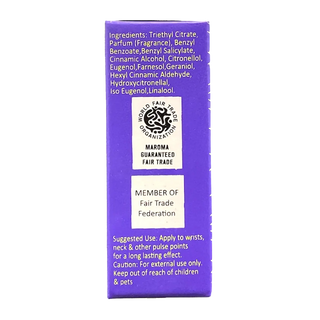 Ingredients: Triethyl Citrate,
Parfum (Fragrance), Benzyl
Benzoate,Benzyl Salicylate,
Cinnamic Alcohol, Citronellol,
Eugenol,Farnesol,Geraniol,
Hexyl Cinnamic Aldehyde,
Hydroxycitronellal,
Iso Eugenol,Linalool.
WORLD FAIR TRADE
ORGANIZATION
MAROMA
GUARANTEED
FAIR TRADE
MEMBER OF
Fair Trade
Federation
Suggested Use: Apply to wrists,
neck & other pulse points
for a long lasting effect.
Caution: For external use only.
Keep out of reach of children
& pets